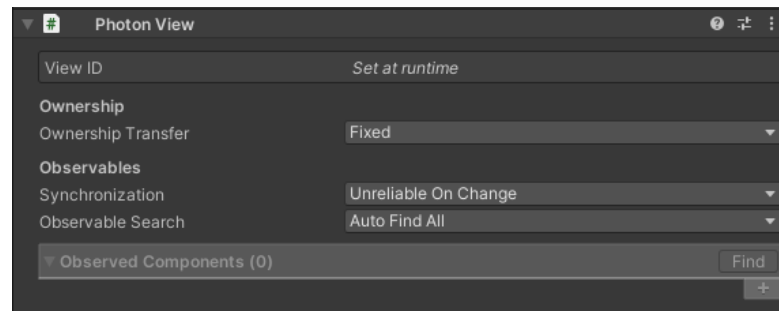 # Photon View
View ID Set at runtime
Ownership
Ownership Transfer Fixed
Observables
Synchronization Unreliable On Change
Observable Search Auto Find All
Observed Components (0) Find
+